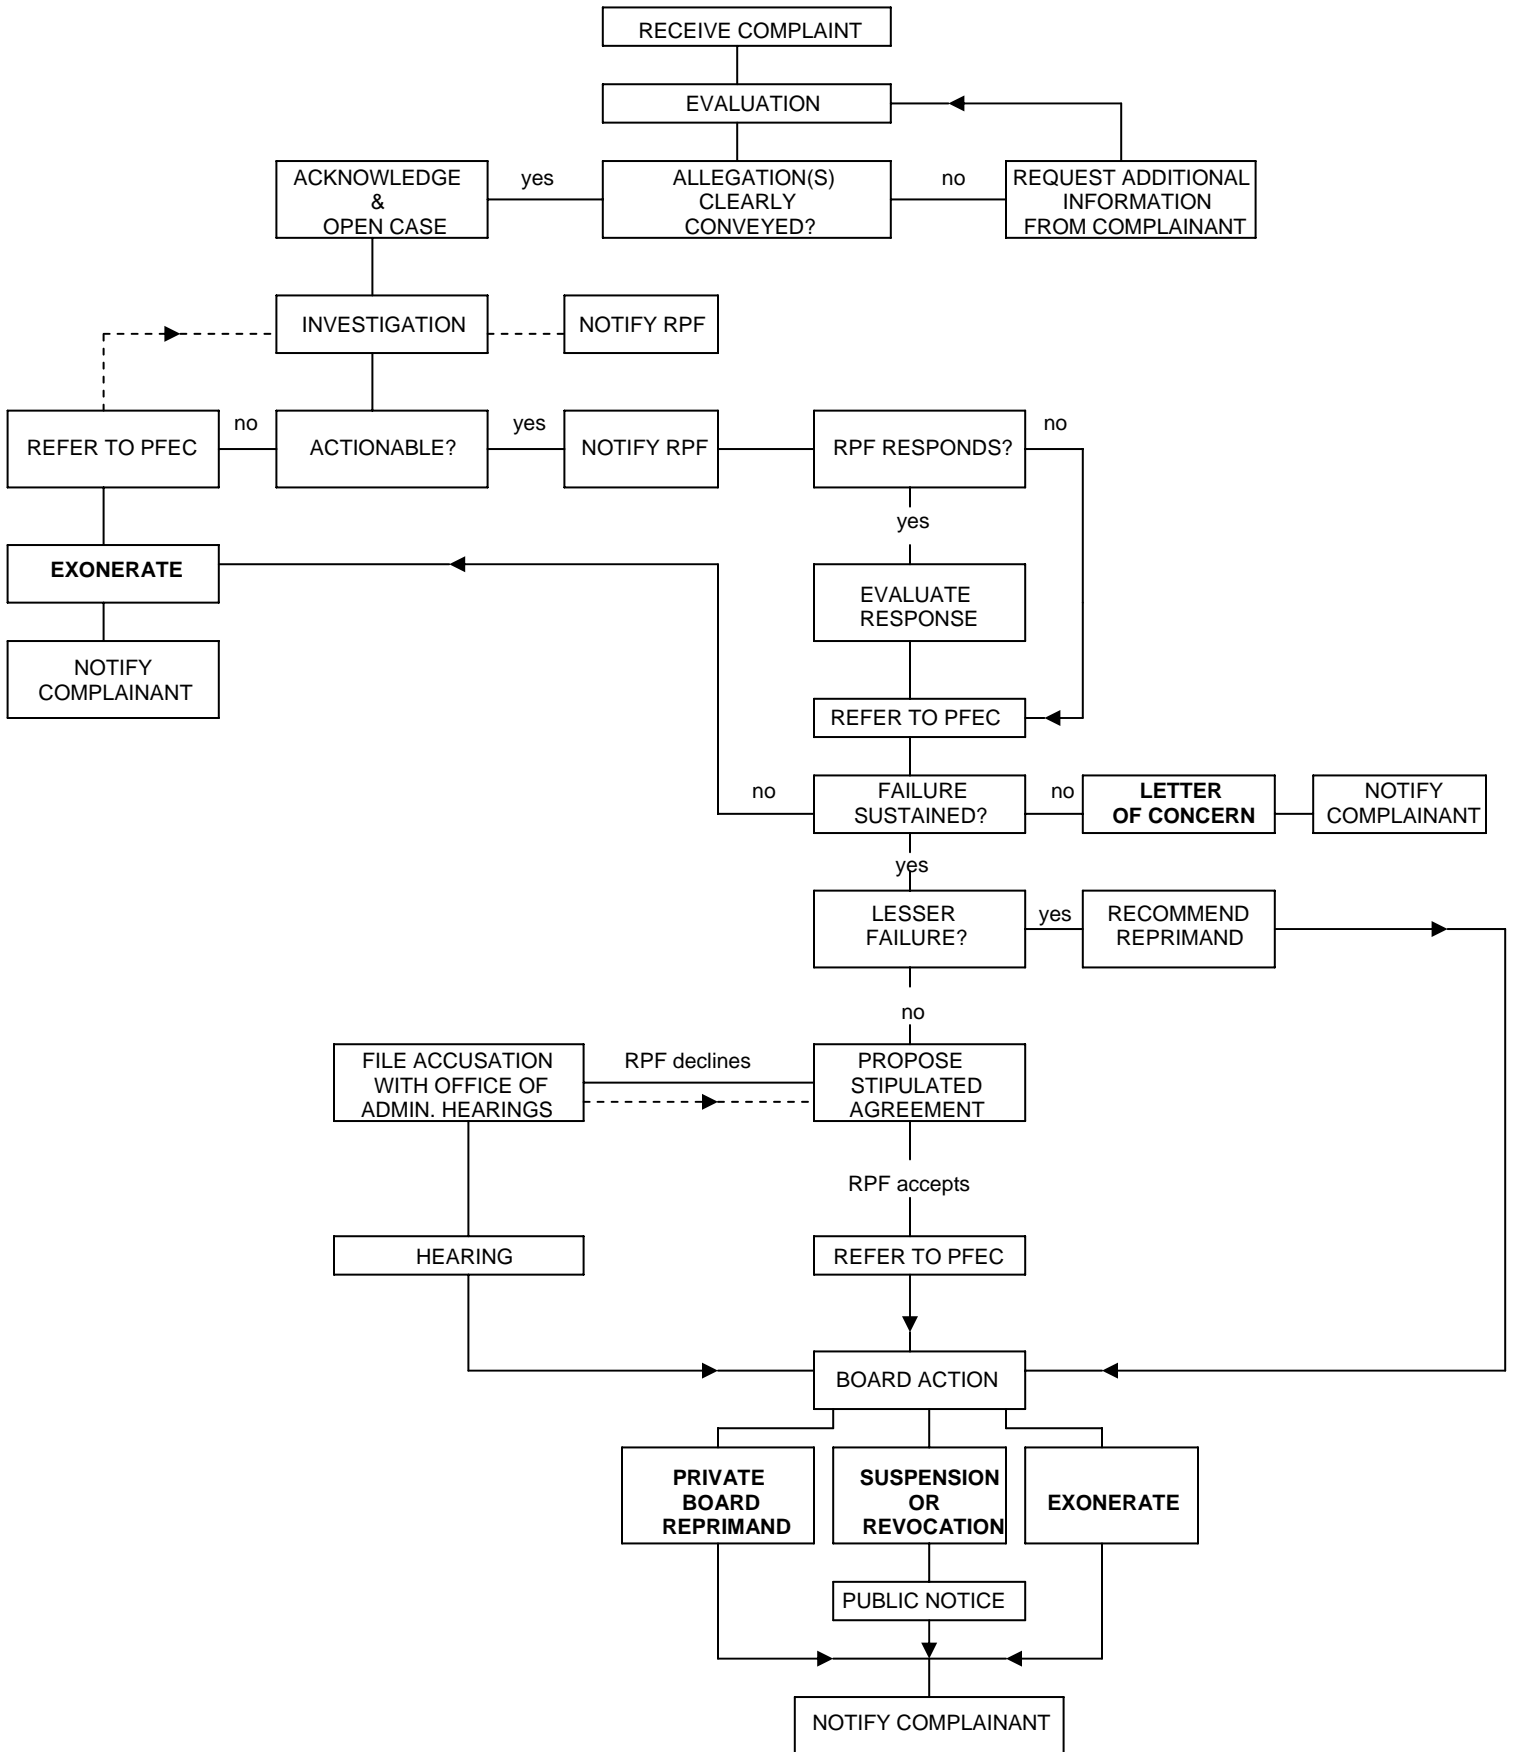 RECEIVE COMPLAINT
EVALUATION
ACKNOWLEDGE
&
OPEN CASE
yes
ALLEGATION(S)
CLEARLY
CONVEYED?
no
REQUEST ADDITIONAL
INFORMATION
FROM COMPLAINANT
INVESTIGATION
NOTIFY RPF
REFER TO PFEC
no
ACTIONABLE?
yes
NOTIFY RPF
RPF RESPONDS?
no
yes
EXONERATE
EVALUATE
RESPONSE
NOTIFY
COMPLAINANT
REFER TO PFEC
no
FAILURE
SUSTAINED?
no
LETTER
OF CONCERN
NOTIFY
COMPLAINANT
yes
LESSER
FAILURE?
yes
RECOMMEND
REPRIMAND
no
FILE ACCUSATION
WITH OFFICE OF
ADMIN. HEARINGS
RPF declines
PROPOSE
STIPULATED
AGREEMENT
RPF accepts
HEARING
REFER TO PFEC
BOARD ACTION
PRIVATE
BOARD
REPRIMAND
SUSPENSION
OR
REVOCATION
EXONERATE
PUBLIC NOTICE
NOTIFY COMPLAINANT